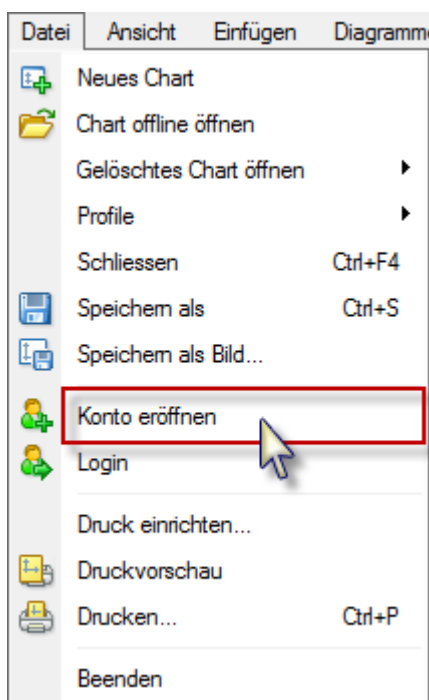 Datei Ansicht Einfügen Diagramm
Neues Chart
Chart offline öffnen
Gelöschtes Chart öffnen
Profile
Schliessen Ctrl+F4
Speichern als Ctrl+S
Speichern als Bild...
Konto eröffnen
Login
Druck einrichten...
Druckvorschau
Drucken... Ctrl+P
Beenden